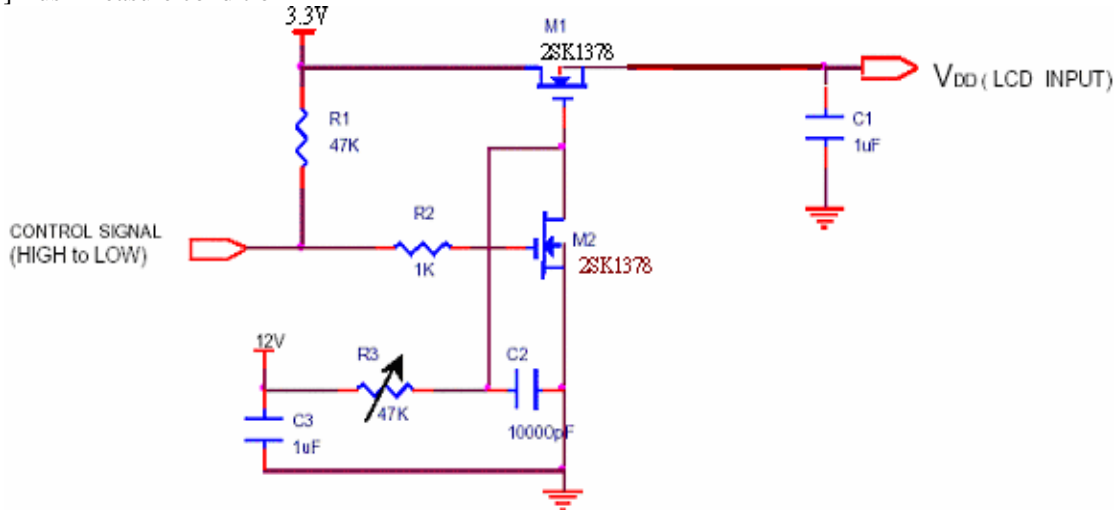 3.3V
M1
2SK1378
VDD ( LCD INPUT)
R1
47K
C1
1uF
CONTROL SIGNAL
(HIGH to LOW)
R2
1K
M2
2SK1378
12V
R3
47K
C2
10000pF
C3
1uF